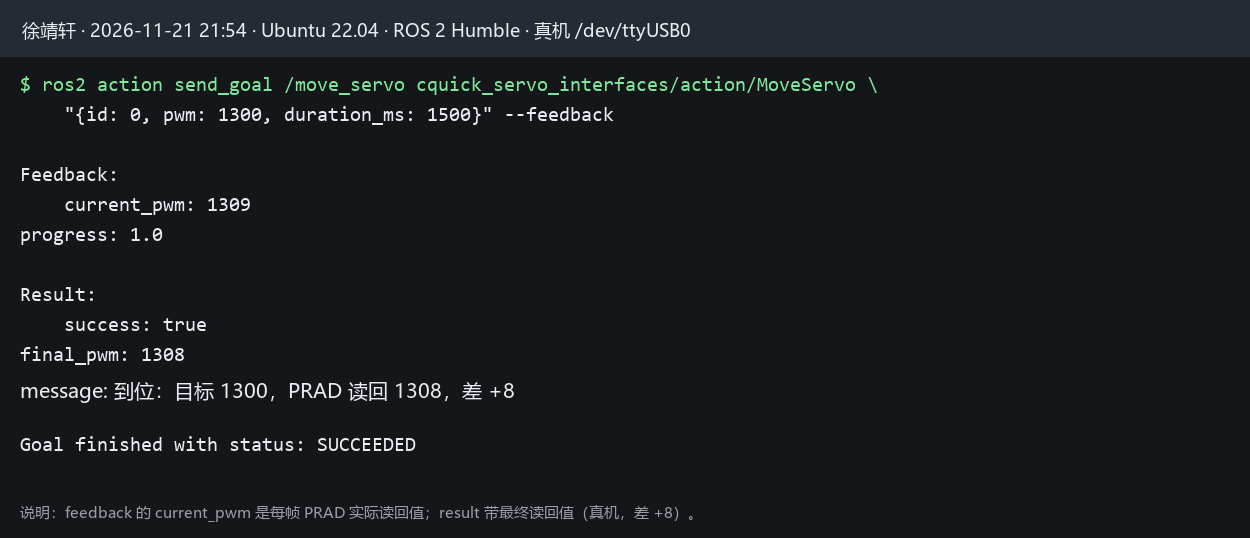 徐靖轩 · 2026-11-21 21:54 · Ubuntu 22.04 · ROS 2 Humble · 真机 /dev/ttyUSB0
$ ros2 action send_goal /move_servo cquick_servo_interfaces/action/MoveServo \
"{id: 0, pwm: 1300, duration_ms: 1500}" --feedback
Feedback:
current_pwm: 1309
progress: 1.0
Result:
success: true
final_pwm: 1308
message: 到位：目标 1300，PRAD 读回 1308，差 +8
Goal finished with status: SUCCEEDED
说明：feedback 的 current_pwm 是每帧 PRAD 实际读回值；result 带最终读回值（真机，差 +8）。